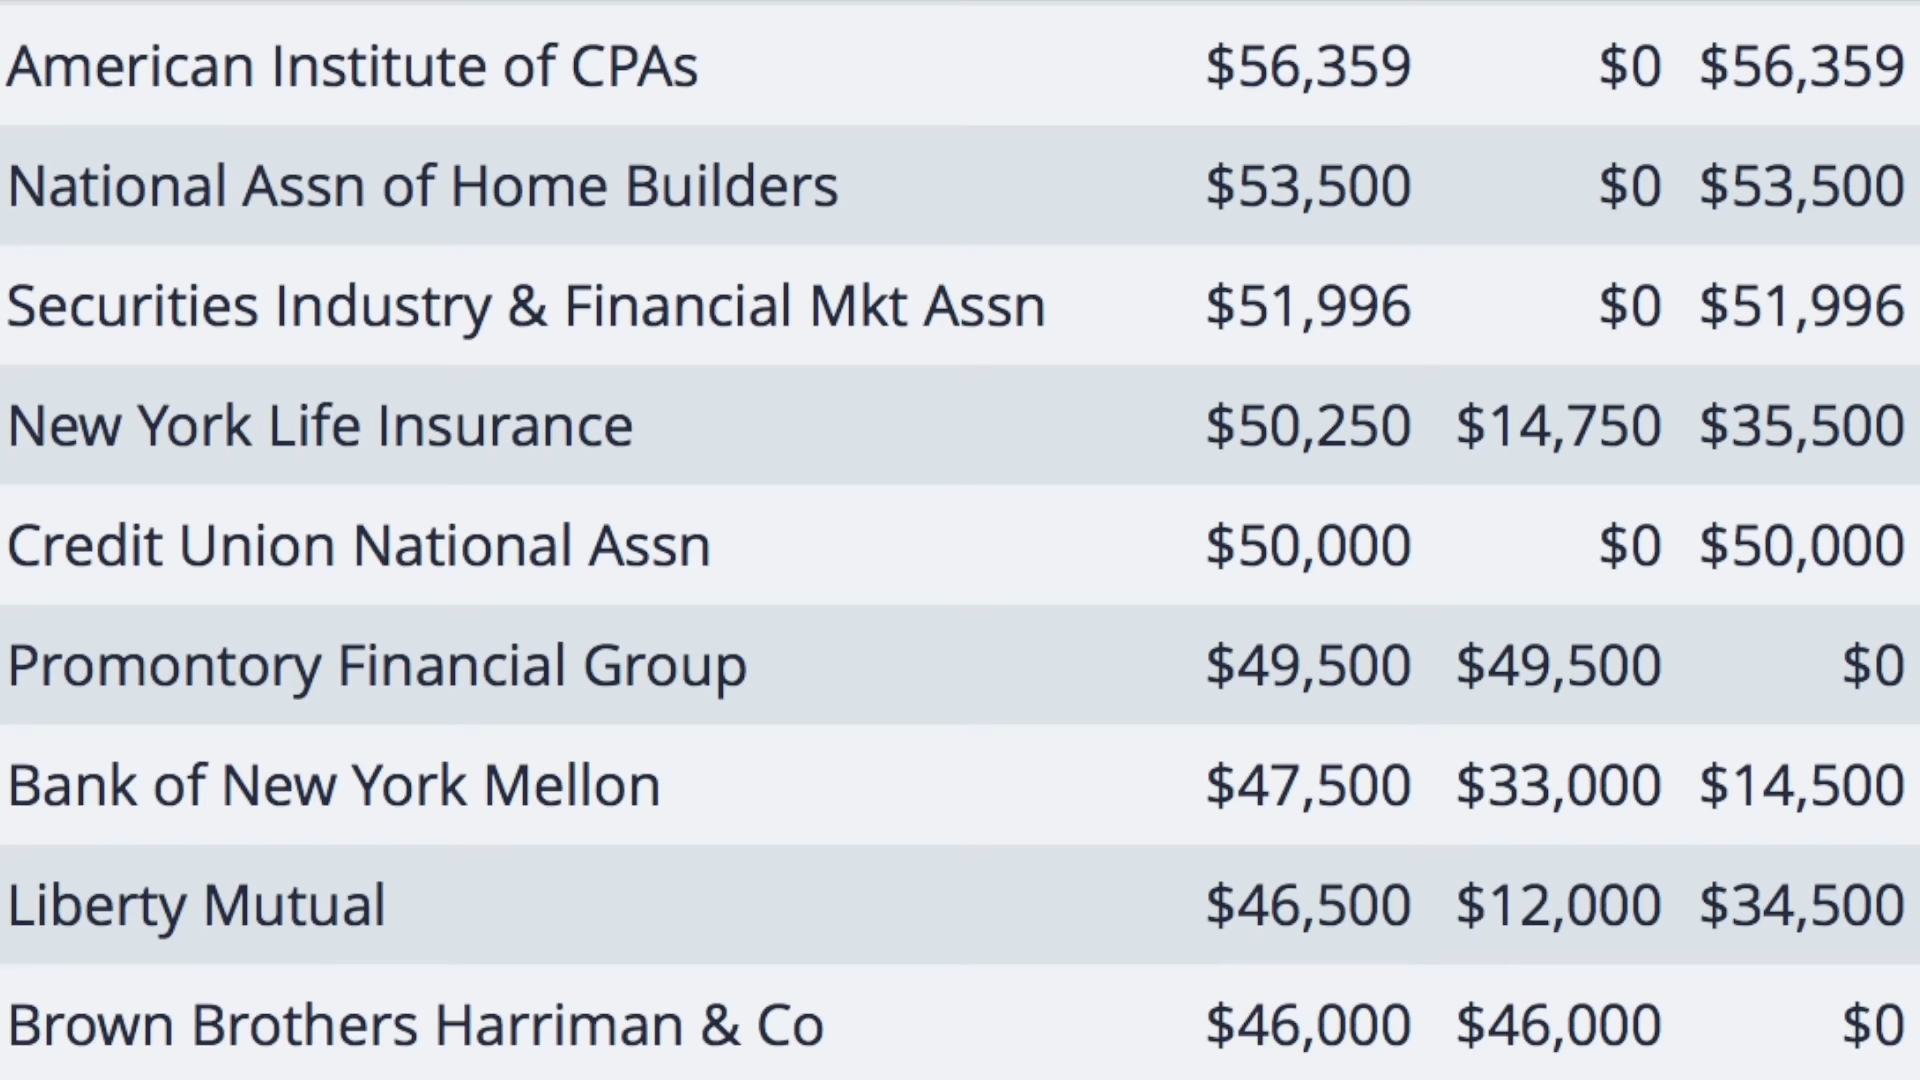 American Institute of CPAs $56,359 $0 $56,359
National Assn of Home Builders $53,500 $0 $53,500
Securities Industry & Financial Mkt Assn $51,996 $0 $51,996
New York Life Insurance $50,250 $14,750 $35,500
Credit Union National Assn $50,000 $0 $50,000
Promontory Financial Group $49,500 $49,500 $0
Bank of New York Mellon $47,500 $33,000 $14,500
Liberty Mutual $46,500 $12,000 $34,500
Brown Brothers Harriman & Co $46,000 $46,000 $0